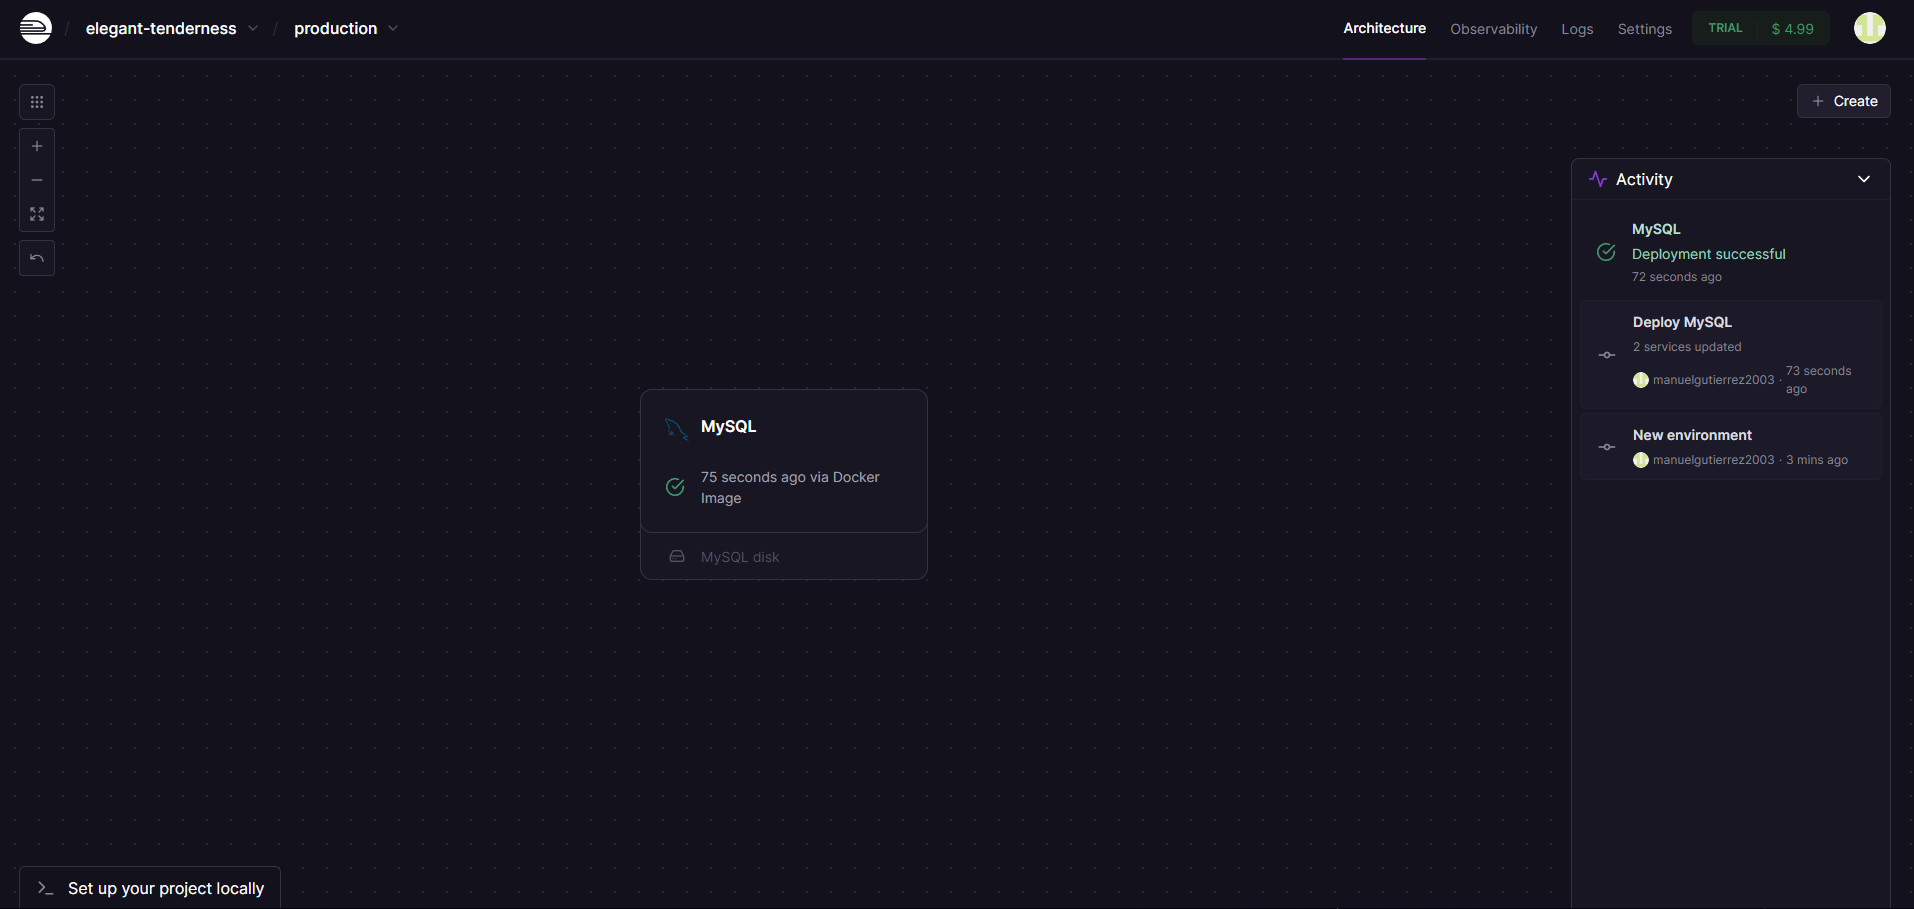 / elegant-tenderness / production
Architecture Observability Logs Settings TRIAL $ 4.99
+ Create
Activity
MySQL
Deployment successful
72 seconds ago
Deploy MySQL
2 services updated
manuelgutierrez2003 · 73 seconds
ago
New environment
manuelgutierrez2003 · 3 mins ago
MySQL
75 seconds ago via Docker
Image
MySQL disk
Set up your project locally